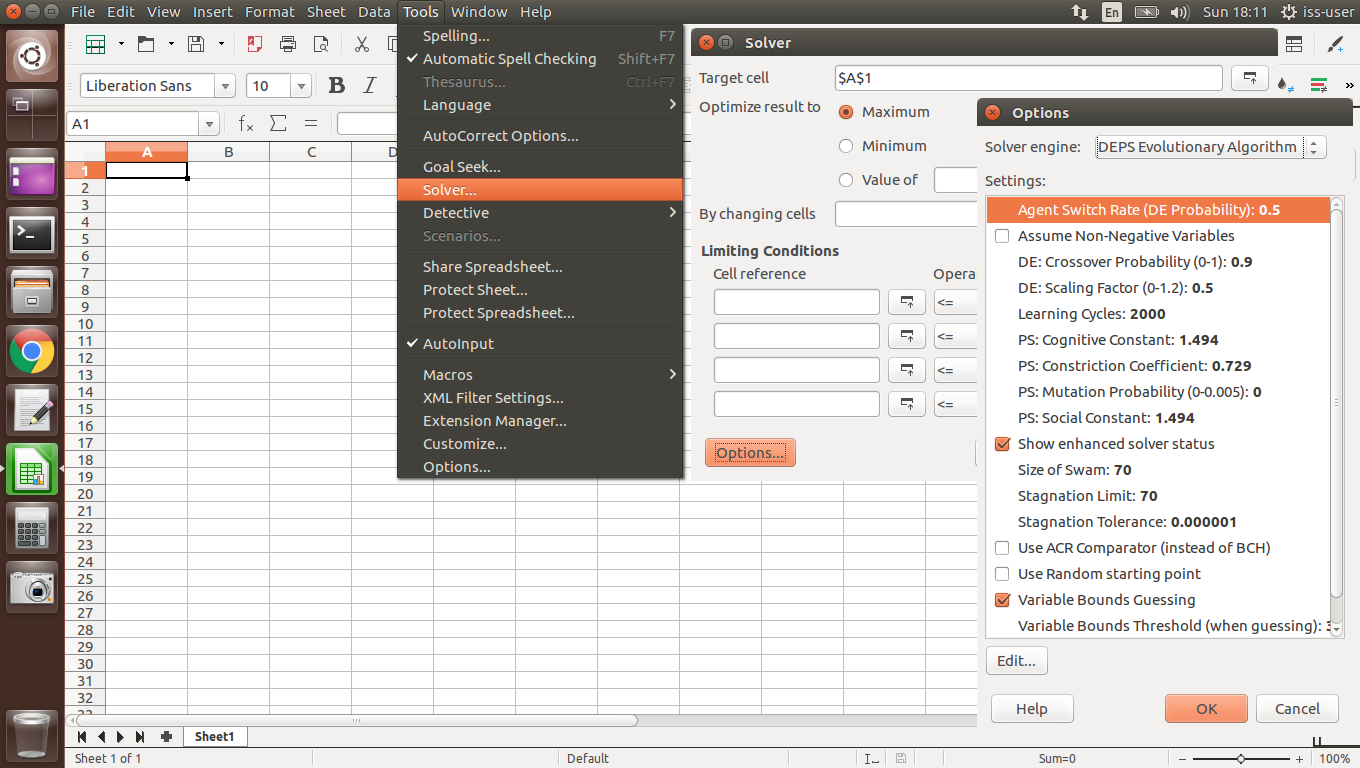 File Edit View Insert Format Sheet Data Tools Window Help
En
Sun 18:11
iss-user
Liberation Sans
10
B
I
A1
A B C D
1
2
3
4
5
6
7
8
9
10
11
12
13
14
15
16
17
18
19
20
21
22
23
24
25
26
27
28
29
30
31
32
Spelling... F7
Automatic Spell Checking Shift+F7
Thesaurus... Ctrl+F7
Language
AutoCorrect Options...
Goal Seek...
Solver...
Detective
Scenarios...
Share Spreadsheet...
Protect Sheet...
Protect Spreadsheet...
AutoInput
Macros
XML Filter Settings...
Extension Manager...
Customize...
Options...
Solver
Target cell $A$1
Optimize result to
Maximum
Minimum
Value of
By changing cells
Limiting Conditions
Cell reference
<=
<=
<=
<=
Options...
Options
Solver engine: DEPS Evolutionary Algorithm
Settings:
Agent Switch Rate (DE Probability): 0.5
Assume Non-Negative Variables
DE: Crossover Probability (0-1): 0.9
DE: Scaling Factor (0-1.2): 0.5
Learning Cycles: 2000
PS: Cognitive Constant: 1.494
PS: Constriction Coefficient: 0.729
PS: Mutation Probability (0-0.005): 0
PS: Social Constant: 1.494
Show enhanced solver status
Size of Swam: 70
Stagnation Limit: 70
Stagnation Tolerance: 0.000001
Use ACR Comparator (instead of BCH)
Use Random starting point
Variable Bounds Guessing
Variable Bounds Threshold (when guessing):
Edit...
Help OK Cancel
Sheet1
Sheet 1 of 1
Default
Sum=0
100%